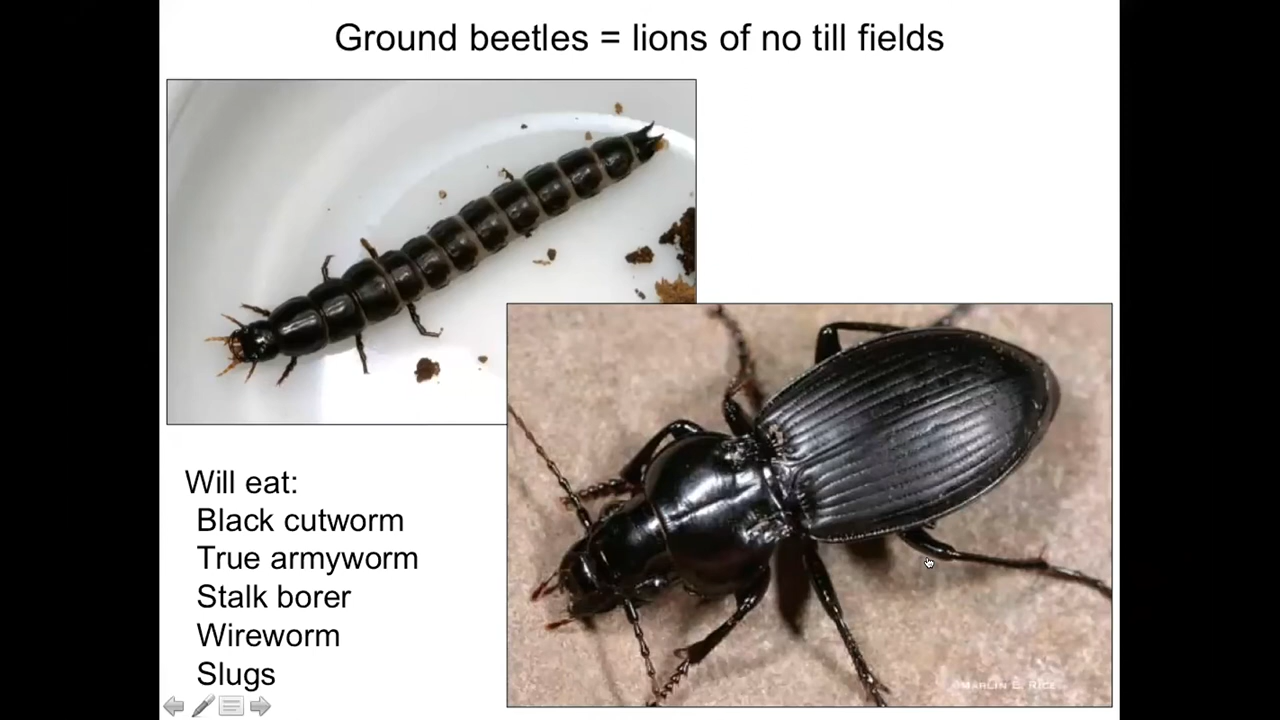 Ground beetles = lions of no till fields
Will eat:
Black cutworm
True armyworm
Stalk borer
Wireworm
Slugs
©MARLIN E. RICE